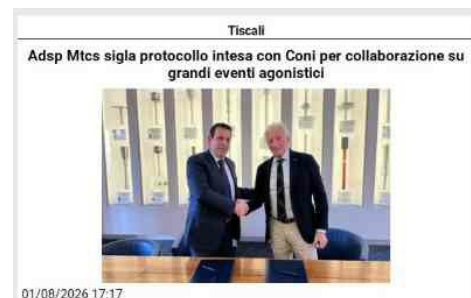 Tiscali
Adsp Mtcs sigla protocollo intesa con Coni per collaborazione su
grandi eventi agonistici
01/08/2026 17:17